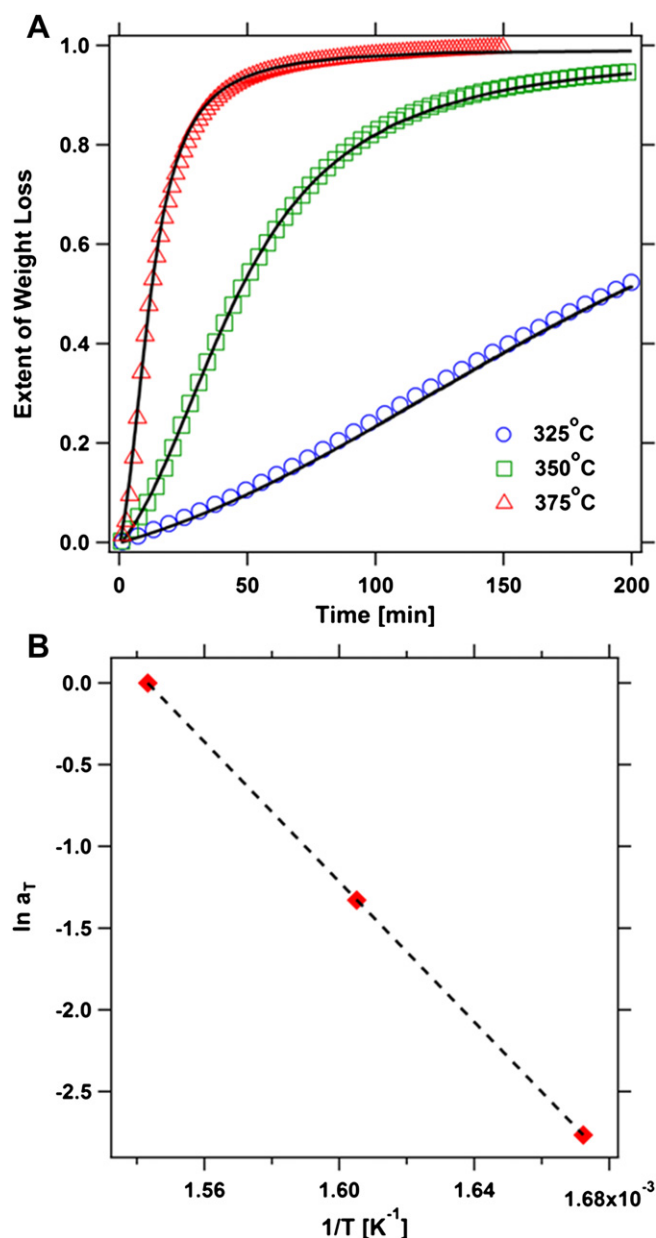 A
1.0
0.8
0.6
0.4
0.2
0.0
Extent of Weight Loss
325°C
350°C
375°C
0 50 100 150 200
Time [min]
B
0.0
-0.5
-1.0
-1.5
-2.0
-2.5
ln a_T
1.56 1.60 1.64 1.68x10⁻³
1/T [K⁻¹]